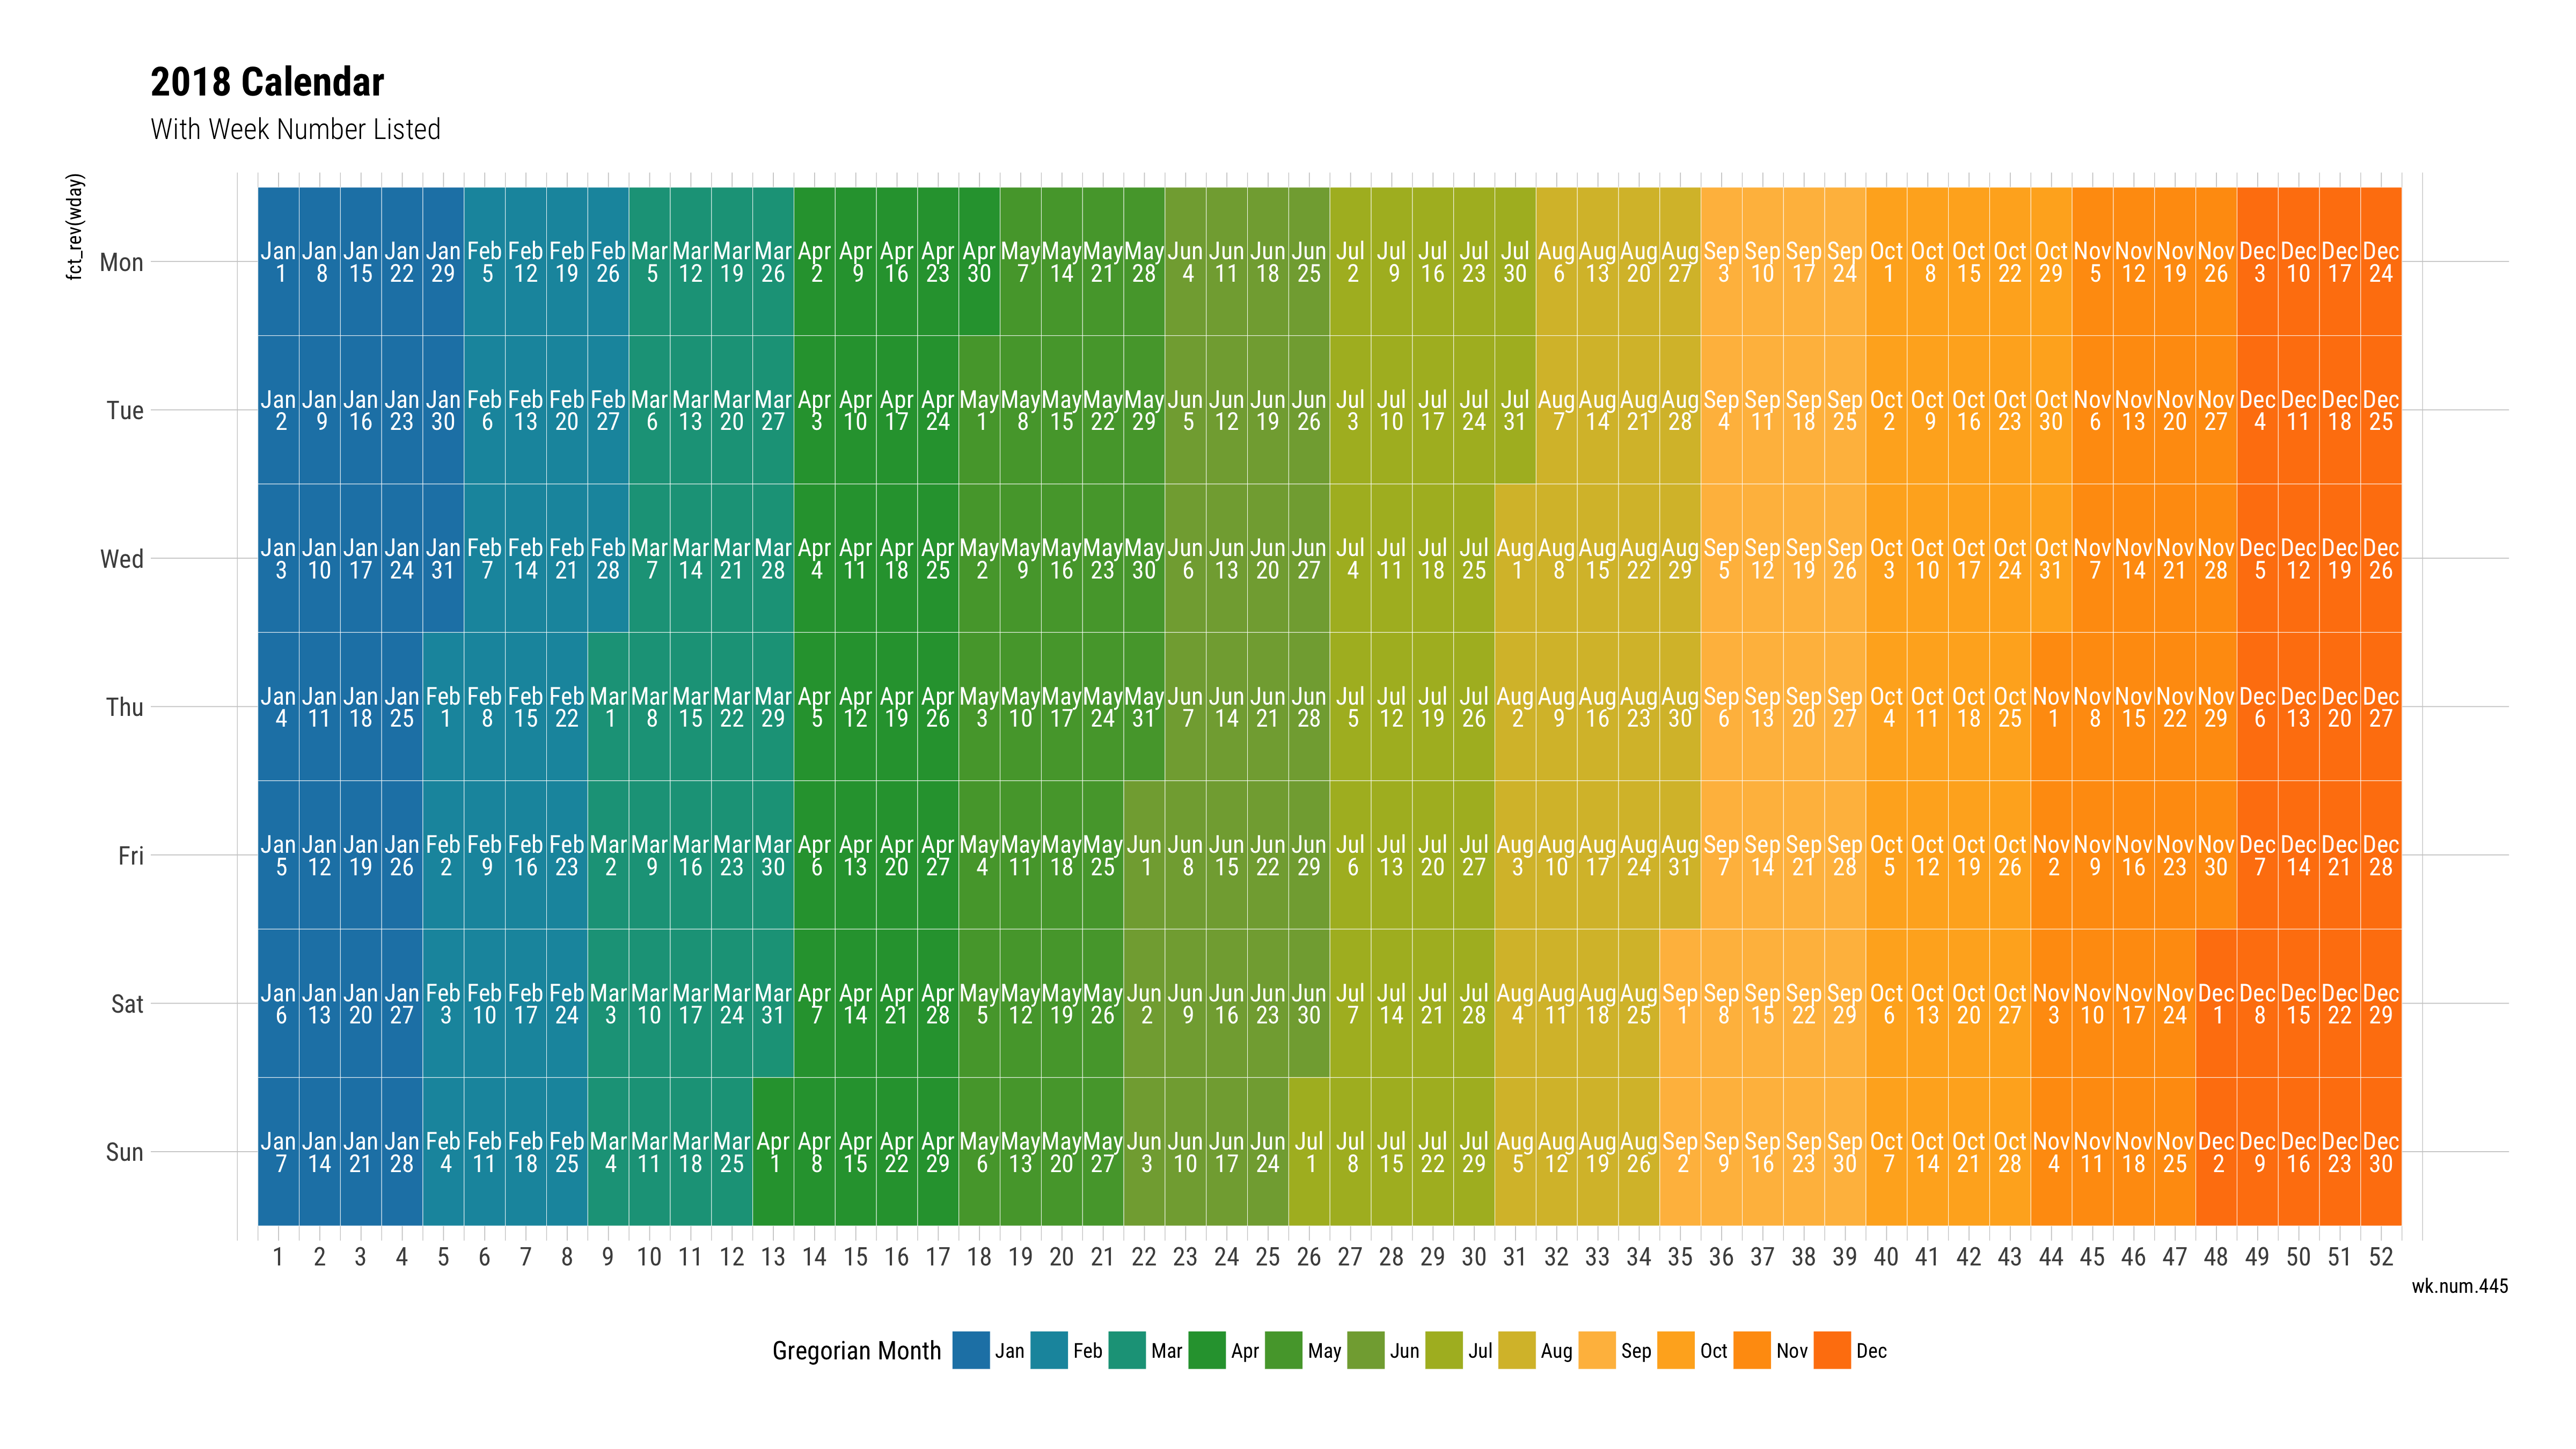 2018 Calendar
With Week Number Listed
fct_rev(wday)
Mon
Jan Jan Jan Jan Jan Feb Feb Feb Feb Mar Mar Mar Mar Apr Apr Apr Apr Apr May May May May Jun Jun Jun Jun Jul Jul Jul Jul Jul Aug Aug Aug Aug Sep Sep Sep Sep Oct Oct Oct Oct Oct Nov Nov Nov Nov Dec Dec Dec Dec
1 8 15 22 29 5 12 19 26 5 12 19 26 2 9 16 23 30 7 14 21 28 4 11 18 25 2 9 16 23 30 6 13 20 27 3 10 17 24 1 8 15 22 29 5 12 19 26 3 10 17 24
Tue
Jan Jan Jan Jan Jan Feb Feb Feb Feb Mar Mar Mar Mar Apr Apr Apr Apr May May May May May Jun Jun Jun Jun Jul Jul Jul Jul Jul Aug Aug Aug Aug Sep Sep Sep Sep Oct Oct Oct Oct Oct Nov Nov Nov Nov Dec Dec Dec Dec
2 9 16 23 30 6 13 20 27 6 13 20 27 3 10 17 24 1 8 15 22 29 5 12 19 26 3 10 17 24 31 7 14 21 28 4 11 18 25 2 9 16 23 30 6 13 20 27 4 11 18 25
Wed
Jan Jan Jan Jan Jan Feb Feb Feb Feb Mar Mar Mar Mar Apr Apr Apr Apr May May May May May Jun Jun Jun Jun Jul Jul Jul Jul Aug Aug Aug Aug Aug Sep Sep Sep Sep Oct Oct Oct Oct Oct Nov Nov Nov Nov Dec Dec Dec Dec
3 10 17 24 31 7 14 21 28 7 14 21 28 4 11 18 25 2 9 16 23 30 6 13 20 27 4 11 18 25 1 8 15 22 29 5 12 19 26 3 10 17 24 31 7 14 21 28 5 12 19 26
Thu
Jan Jan Jan Jan Feb Feb Feb Feb Mar Mar Mar Mar Mar Apr Apr Apr Apr May May May May May Jun Jun Jun Jun Jul Jul Jul Jul Aug Aug Aug Aug Aug Sep Sep Sep Sep Oct Oct Oct Oct Nov Nov Nov Nov Nov Dec Dec Dec Dec
4 11 18 25 1 8 15 22 1 8 15 22 29 5 12 19 26 3 10 17 24 31 7 14 21 28 5 12 19 26 2 9 16 23 30 6 13 20 27 4 11 18 25 1 8 15 22 29 6 13 20 27
Fri
Jan Jan Jan Jan Feb Feb Feb Feb Mar Mar Mar Mar Mar Apr Apr Apr Apr May May May May Jun Jun Jun Jun Jun Jul Jul Jul Jul Aug Aug Aug Aug Aug Sep Sep Sep Sep Oct Oct Oct Oct Nov Nov Nov Nov Nov Dec Dec Dec Dec
5 12 19 26 2 9 16 23 2 9 16 23 30 6 13 20 27 4 11 18 25 1 8 15 22 29 6 13 20 27 3 10 17 24 31 7 14 21 28 5 12 19 26 2 9 16 23 30 7 14 21 28
Sat
Jan Jan Jan Jan Feb Feb Feb Feb Mar Mar Mar Mar Mar Apr Apr Apr Apr May May May May Jun Jun Jun Jun Jun Jul Jul Jul Jul Aug Aug Aug Aug Sep Sep Sep Sep Sep Oct Oct Oct Oct Nov Nov Nov Nov Dec Dec Dec Dec Dec
6 13 20 27 3 10 17 24 3 10 17 24 31 7 14 21 28 5 12 19 26 2 9 16 23 30 7 14 21 28 4 11 18 25 1 8 15 22 29 6 13 20 27 3 10 17 24 1 8 15 22 29
Sun
Jan Jan Jan Jan Feb Feb Feb Feb Mar Mar Mar Mar Apr Apr Apr Apr Apr May May May May Jun Jun Jun Jun Jul Jul Jul Jul Jul Aug Aug Aug Aug Sep Sep Sep Sep Sep Oct Oct Oct Oct Nov Nov Nov Nov Dec Dec Dec Dec Dec
7 14 21 28 4 11 18 25 4 11 18 25 1 8 15 22 29 6 13 20 27 3 10 17 24 1 8 15 22 29 5 12 19 26 2 9 16 23 30 7 14 21 28 4 11 18 25 2 9 16 23 30
1 2 3 4 5 6 7 8 9 10 11 12 13 14 15 16 17 18 19 20 21 22 23 24 25 26 27 28 29 30 31 32 33 34 35 36 37 38 39 40 41 42 43 44 45 46 47 48 49 50 51 52
wk.num.445
Gregorian Month Jan Feb Mar Apr May Jun Jul Aug Sep Oct Nov Dec